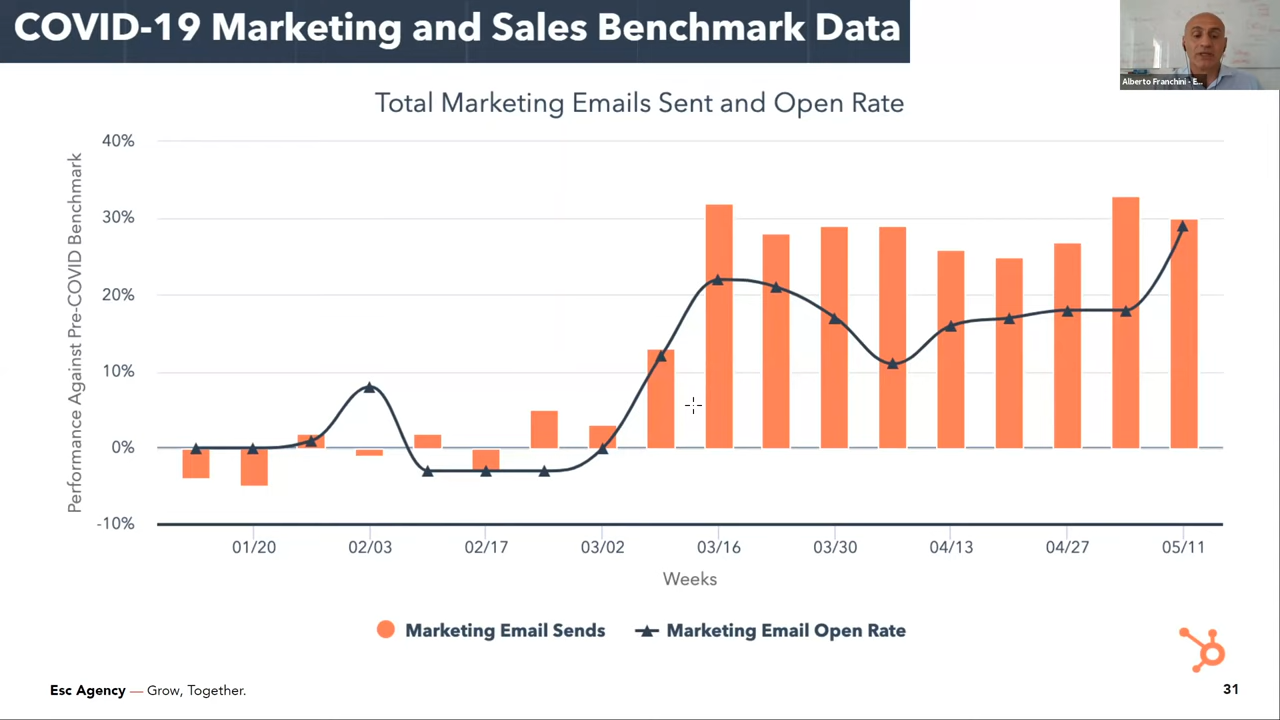 COVID-19 Marketing and Sales Benchmark Data
Alberto Franchini - E...
Total Marketing Emails Sent and Open Rate
Performance Against Pre-COVID Benchmark
40%
30%
20%
10%
0%
-10%
01/20 02/03 02/17 03/02 03/16 03/30 04/13 04/27 05/11
Weeks
Marketing Email Sends Marketing Email Open Rate
Esc Agency — Grow, Together.
31